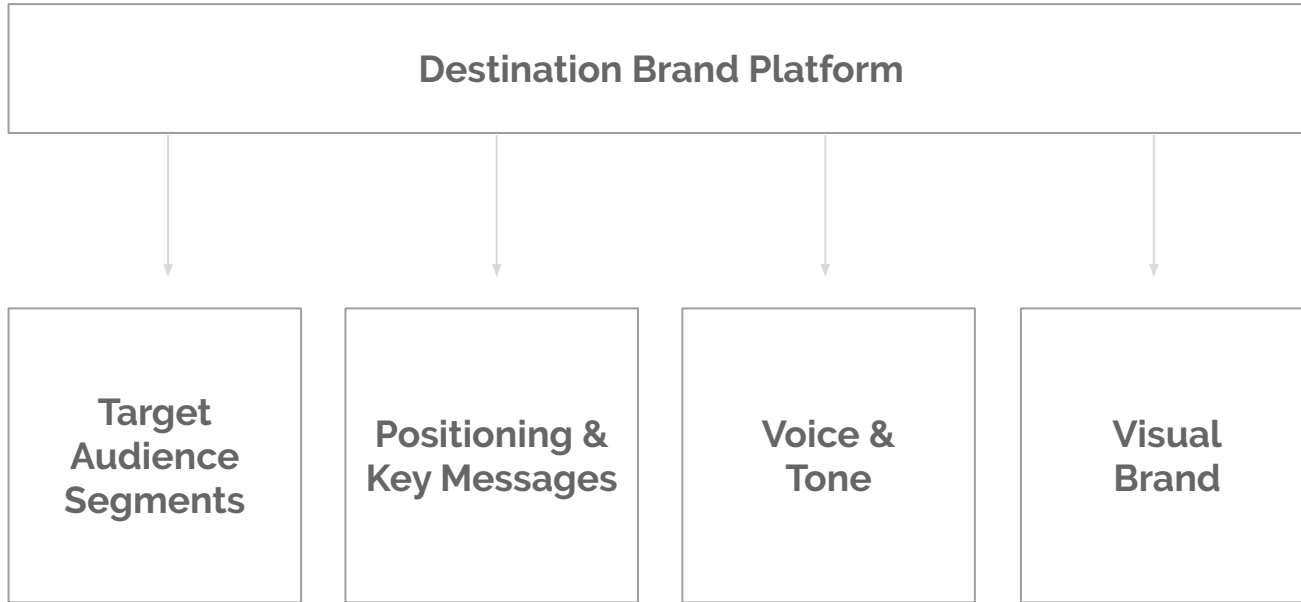 Destination Brand Platform
Target
Audience
Segments
Positioning &
Key Messages
Voice &
Tone
Visual
Brand